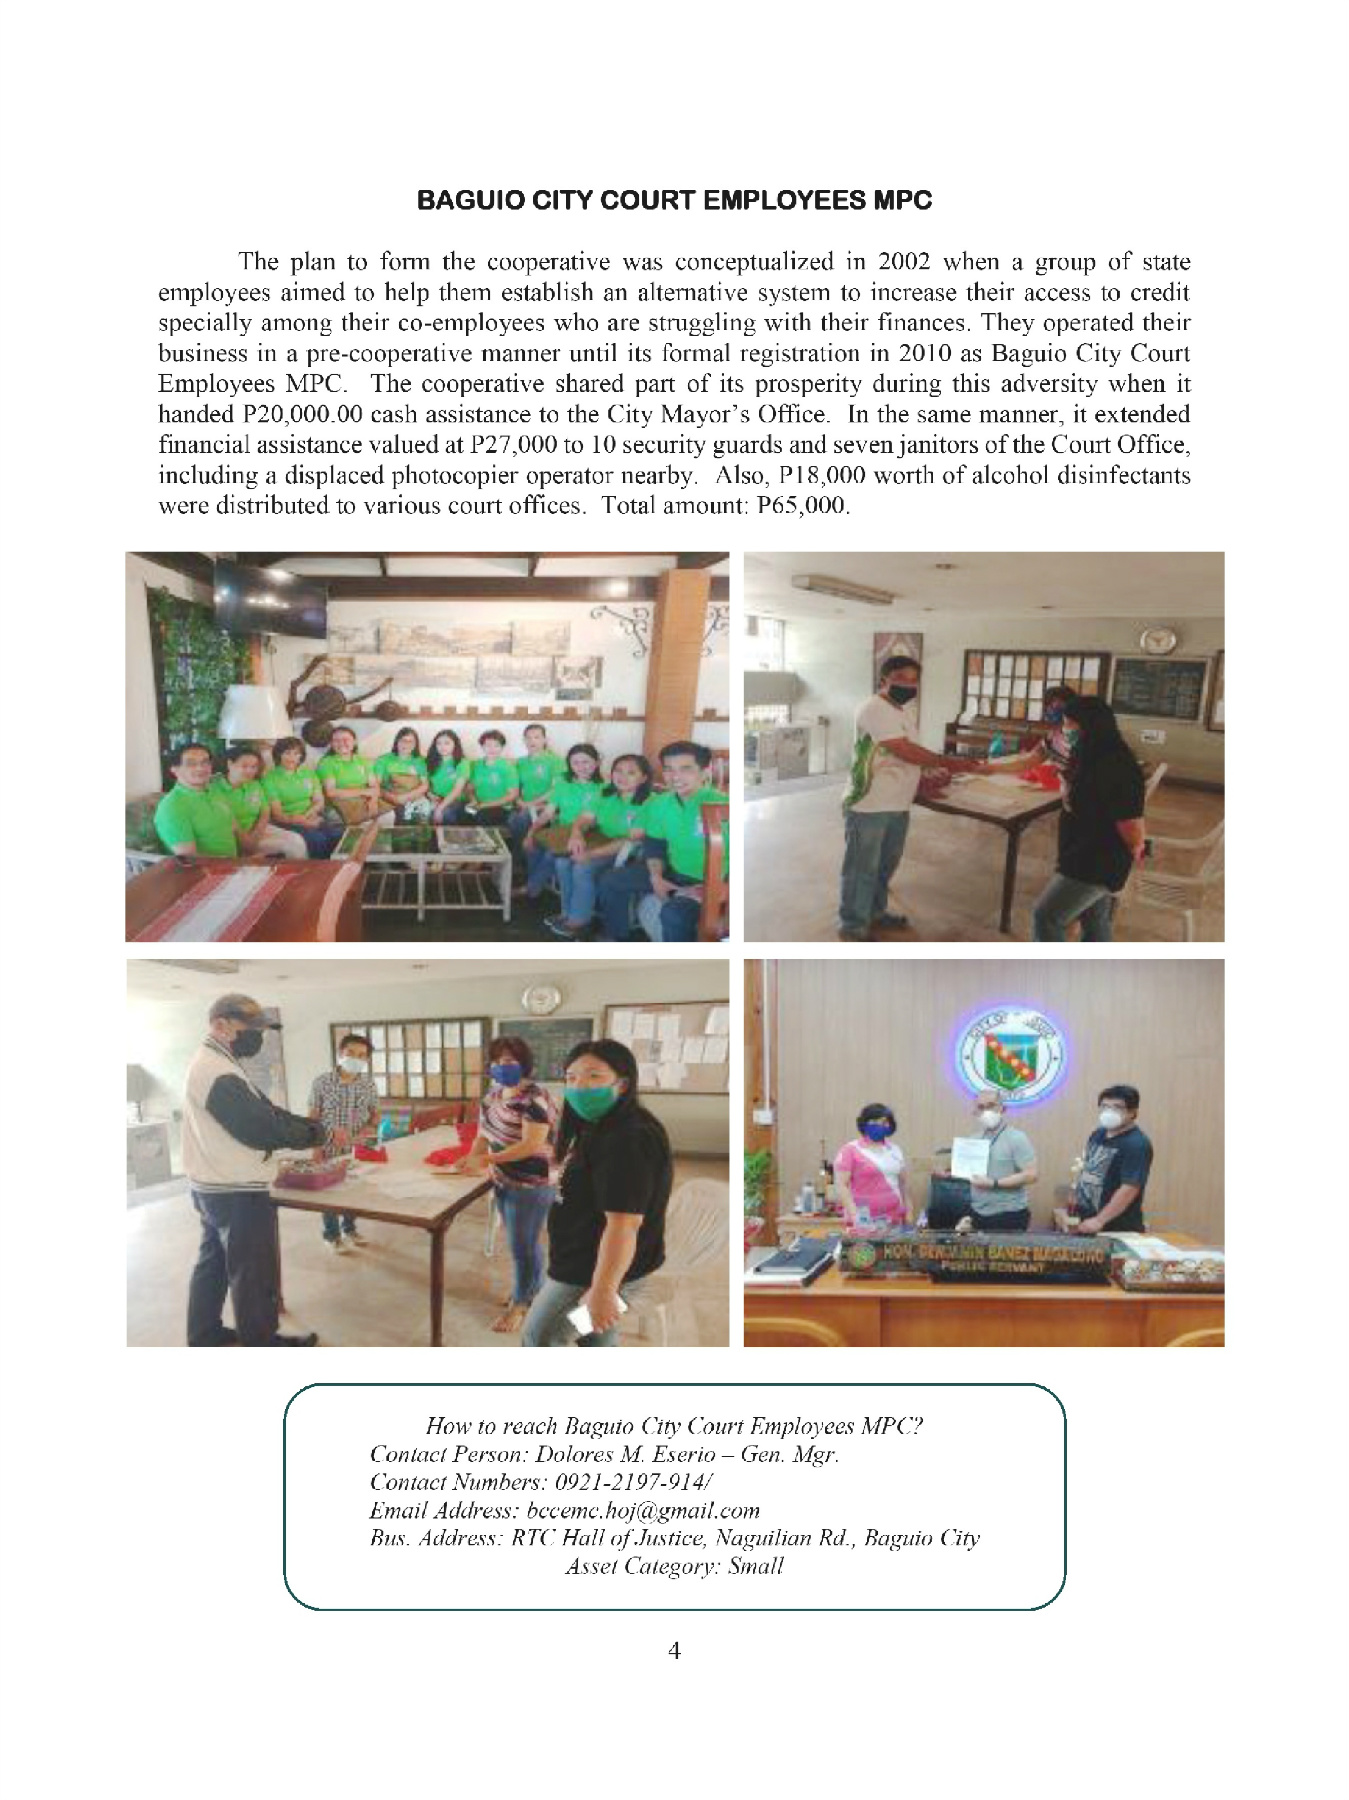 BAGUIO CITY COURT EMPLOYEES MPC
The plan to form the cooperative was conceptualized in 2002 when a group of state
employees aimed to help them establish an alternative system to increase their access to credit
specially among their co-employees who are struggling with their finances. They operated their
business in a pre-cooperative manner until its formal registration in 2010 as Baguio City Court
Employees MPC. The cooperative shared part of its prosperity during this adversity when it
handed P20,000.00 cash assistance to the City Mayor's Office. In the same manner, it extended
financial assistance valued at P27,000 to 10 security guards and seven janitors of the Court Office,
including a displaced photocopier operator nearby. Also, P18,000 worth of alcohol disinfectants
were distributed to various court offices. Total amount: P65,000.
CITY OF
HON. BENJAMIN BANEZ MAGALONG
PUBLIC SERVANT
How to reach Baguio City Court Employees MPC?
Contact Person: Dolores M. Eserio – Gen. Mgr.
Contact Numbers: 0921-2197-914/
Email Address: bccemc.hoj@gmail.com
Bus. Address: RTC Hall of Justice, Naguilian Rd., Baguio City
Asset Category: Small
4